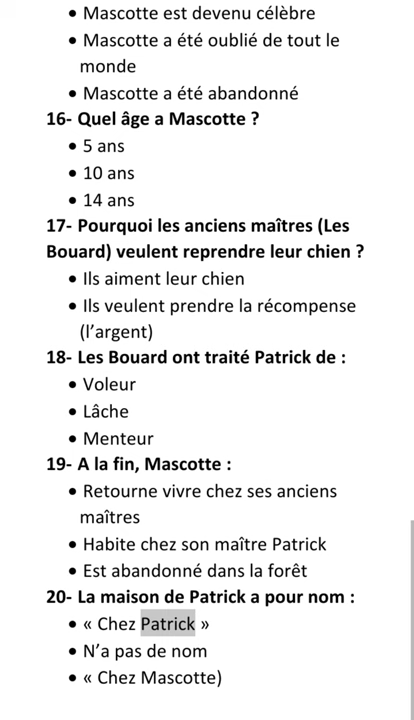 • Mascotte est devenu célèbre
• Mascotte a été oublié de tout le
monde
• Mascotte a été abandonné
16- Quel âge a Mascotte ?
• 5 ans
• 10 ans
• 14 ans
17- Pourquoi les anciens maîtres (Les
Bouard) veulent reprendre leur chien ?
• Ils aiment leur chien
• Ils veulent prendre la récompense
(l’argent)
18- Les Bouard ont traité Patrick de :
• Voleur
• Lâche
• Menteur
19- A la fin, Mascotte :
• Retourne vivre chez ses anciens
maîtres
• Habite chez son maître Patrick
• Est abandonné dans la forêt
20- La maison de Patrick a pour nom :
• « Chez Patrick »
• N’a pas de nom
• « Chez Mascotte)